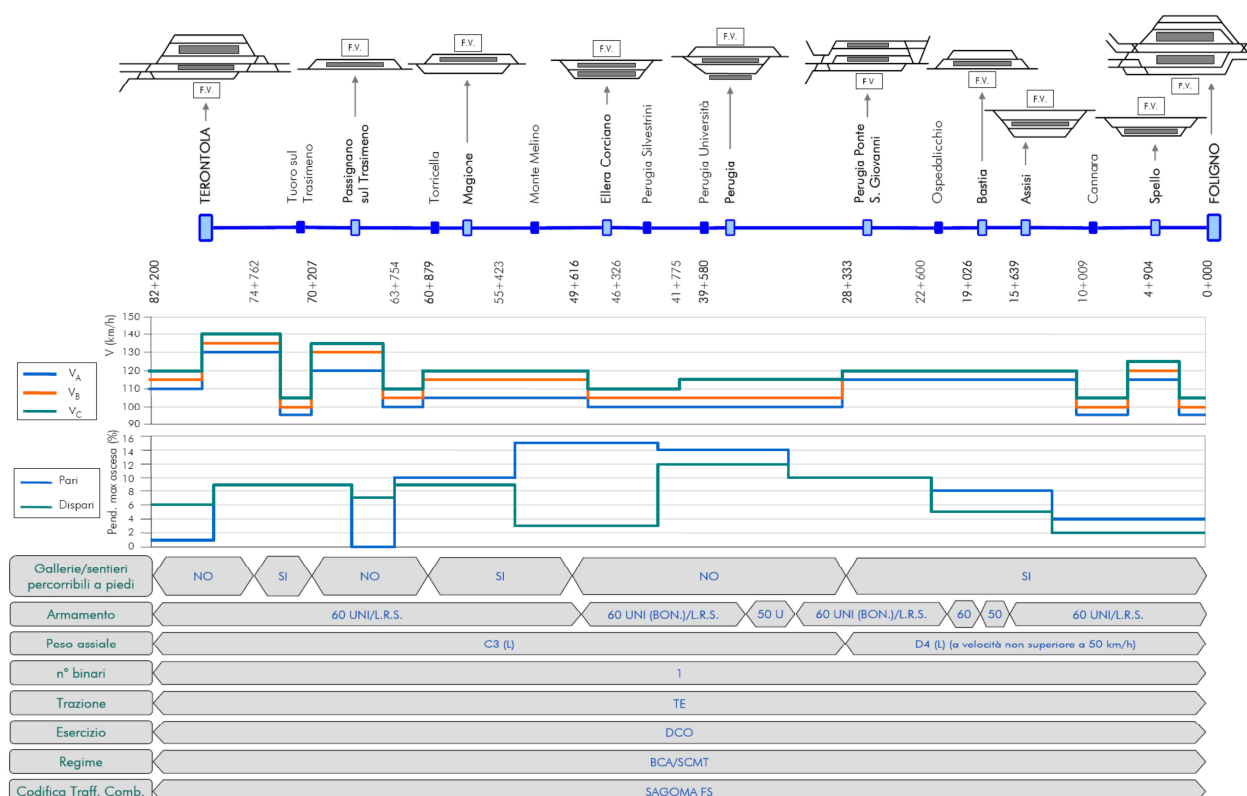 F.V.
F.V.
F.V.
F.V.
F.V.
F.V.
F.V
F.V.
F.V.
F.V.
F.V.
TERONTOLA
Tuoro sul
Trasimeno
Passignano
sul Trasimeno
Torricella
Magione
Monte Melino
Ellera Corciano
Perugia Silvestrini
Perugia Università
Perugia
Perugia Ponte
S. Giovanni
Ospedalicchio
Bastia
Assisi
Cannara
Spello
FOLIGNO
82+200
74+762
70+207
63+754
60+879
55+423
49+616
46+326
41+775
39+580
28+333
22+600
19+026
15+639
10+009
4+904
0+000
V (km/h)
150
140
130
120
110
100
90
VA
VB
VC
Pend. max ascesa (%)
16
14
12
10
8
6
4
2
0
Pari
Dispari
Gallerie/sentieri
percorribili a piedi
NO
SI
NO
SI
NO
SI
Armamento
60 UNI/L.R.S.
60 UNI (BON.)/L.R.S.
50 U
60 UNI (BON.)/L.R.S.
60
50
60 UNI/L.R.S.
Peso assiale
C3 (L)
D4 (L) (a velocità non superiore a 50 km/h)
n° binari
1
Trazione
TE
Esercizio
DCO
Regime
BCA/SCMT
Codifica Traff. Comb.
SAGOMA FS